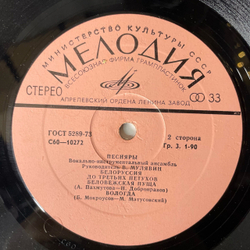 МИНИСТЕРСТВО КУЛЬТУРЫ СССР
МЕЛОДИЯ
ВСЕСОЮЗНАЯ ФИРМА ГРАМПЛАСТИНОК
СТЕРЕО
33
АПРЕЛЕВСКИЙ ОРДЕНА ЛЕНИНА ЗАВОД
ГОСТ 5289-73
С60-10272
2 сторона
Гр. 3. 1-90
ПЕСНЯРЫ
Вокально-инструментальный ансамбль
Руководитель В. МУЛЯВИН
БЕЛОРУССИЯ
ДО ТРЕТЬИХ ПЕТУХОВ
БЕЛОВЕЖСКАЯ ПУЩА
(А. Пахмутова—Н. Добронравов)
ВОЛОГДА
(Б. Мокроусов—М. Матусовский)